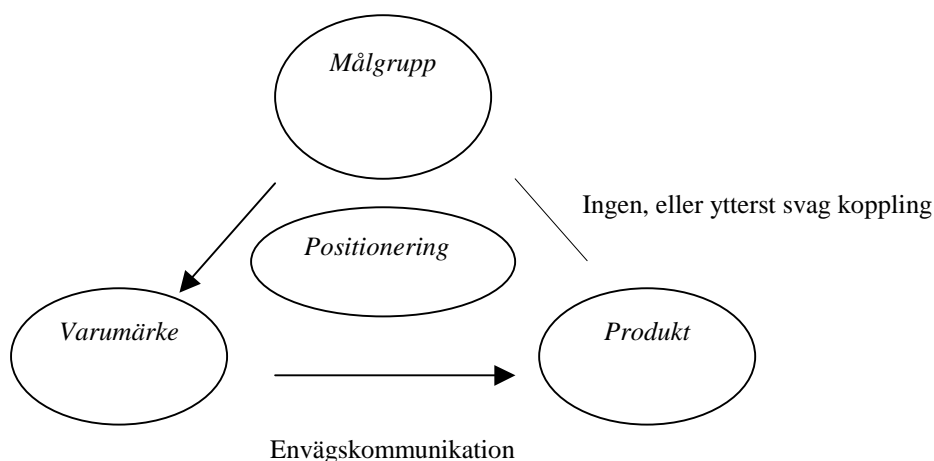 Målgrupp
Ingen, eller ytterst svag koppling
Positionering
Varumärke
Produkt
Envägskommunikation